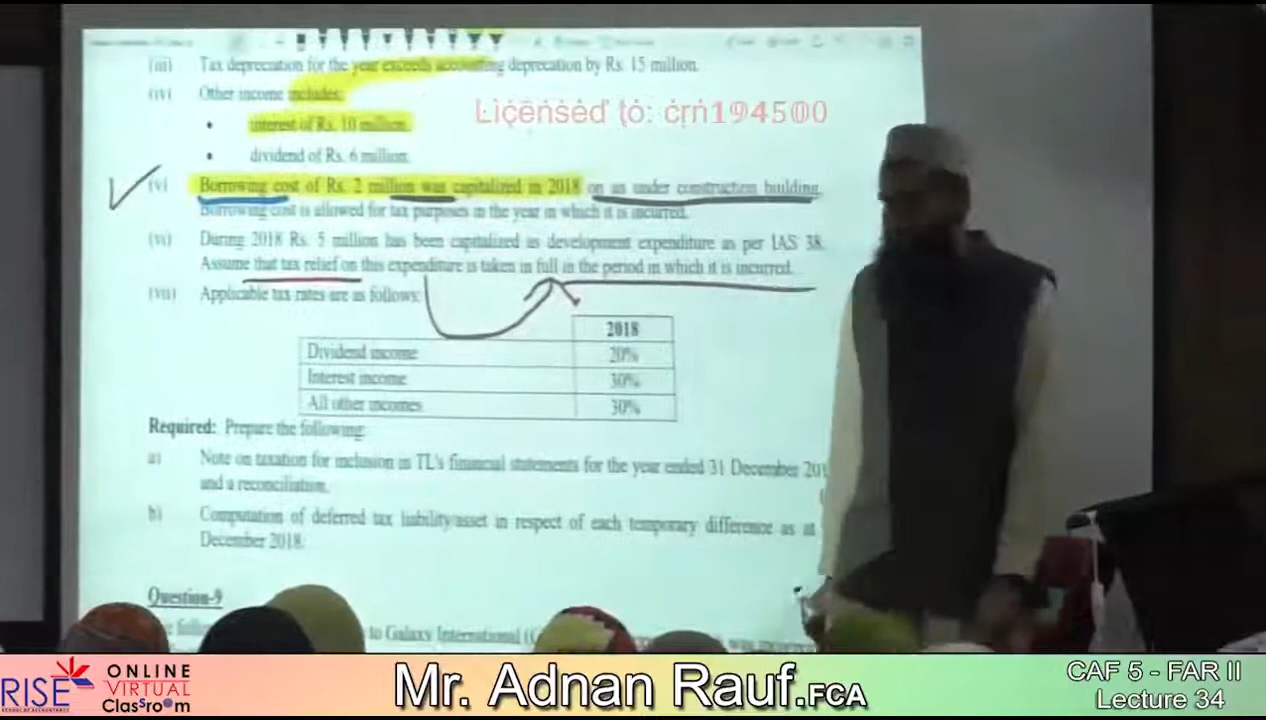 (iii) Tax depreciation for the year exceeds accounting deprecation by Rs. 15 million.
(iv) Other income includes:
• interest of Rs. 10 million.
• dividend of Rs. 6 million.
Licensed to: crn194500
(v) Borrowing cost of Rs. 2 million was capitalized in 2018 on an under construction building.
Borrowing cost is allowed for tax purposes in the year in which it is incurred.
(vi) During 2018 Rs. 5 million has been capitalized as development expenditure as per IAS 38.
Assume that tax relief on this expenditure is taken in full in the period in which it is incurred.
(vii) Applicable tax rates are as follows:
2018
Dividend income 20%
Interest income 30%
All other incomes 30%
Required: Prepare the following:
a) Note on taxation for inclusion in TL's financial statements for the year ended 31 December
and a reconciliation.
b) Computation of deferred tax liability/asset in respect of each temporary difference as at
December 2018.
Question-9
to Galaxy International
RISE
ONLINE
VIRTUAL
Classroom
Mr. Adnan Rauf.FCA
CAF 5 - FAR II
Lecture 34